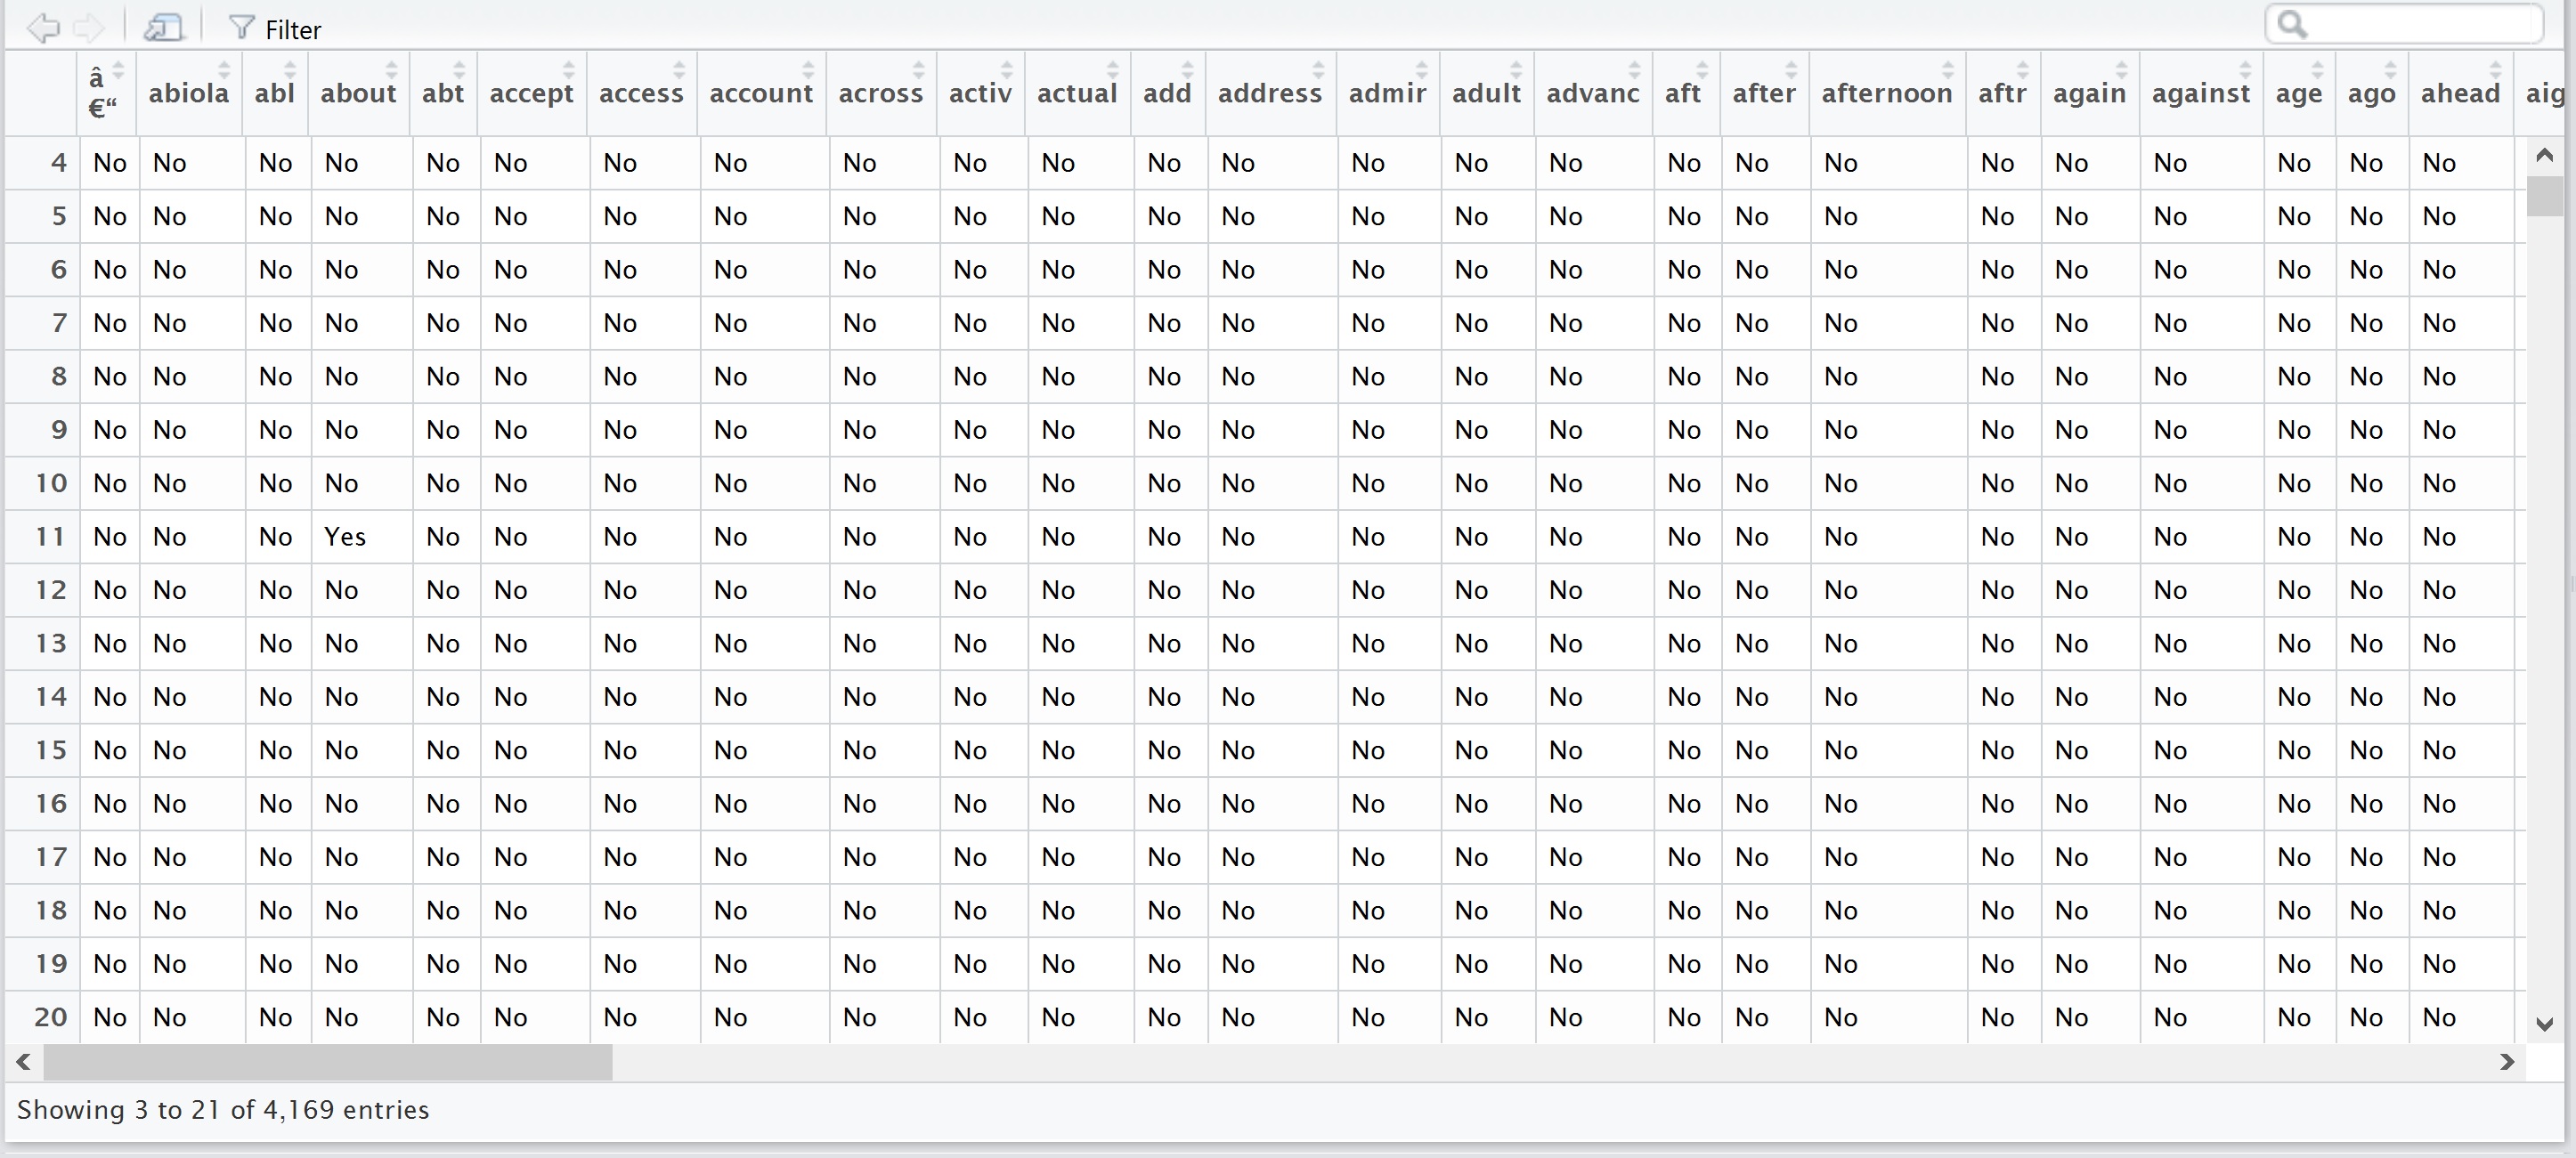 Filter
â€“ abiola abl about abt accept access account across activ actual add address admir adult advanc aft after afternoon aftr again against age ago ahead aig
4 No No No No No No No No No No No No No No No No No No No No No No No No No
5 No No No No No No No No No No No No No No No No No No No No No No No No No
6 No No No No No No No No No No No No No No No No No No No No No No No No No
7 No No No No No No No No No No No No No No No No No No No No No No No No No
8 No No No No No No No No No No No No No No No No No No No No No No No No No
9 No No No No No No No No No No No No No No No No No No No No No No No No No
10 No No No No No No No No No No No No No No No No No No No No No No No No No
11 No No No Yes No No No No No No No No No No No No No No No No No No No No No
12 No No No No No No No No No No No No No No No No No No No No No No No No No
13 No No No No No No No No No No No No No No No No No No No No No No No No No
14 No No No No No No No No No No No No No No No No No No No No No No No No No
15 No No No No No No No No No No No No No No No No No No No No No No No No No
16 No No No No No No No No No No No No No No No No No No No No No No No No No
17 No No No No No No No No No No No No No No No No No No No No No No No No No
18 No No No No No No No No No No No No No No No No No No No No No No No No No
19 No No No No No No No No No No No No No No No No No No No No No No No No No
20 No No No No No No No No No No No No No No No No No No No No No No No No No
Showing 3 to 21 of 4,169 entries